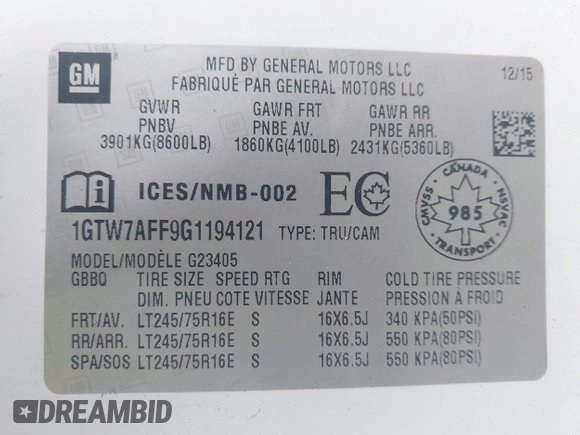 GM
MFD BY GENERAL MOTORS LLC
FABRIQUÉ PAR GENERAL MOTORS LLC
12/15
GVWR GAWR FRT GAWR RR
PNBV PNBE AV. PNBE ARR.
3901KG(8600LB) 1860KG(4100LB) 2431KG(5360LB)
ICES/NMB-002 EC
CANADA CMVSS NSVAC 985 TRANSPORT
1GTW7AFF9G1194121 TYPE: TRU/CAM
MODEL/MODÈLE G23405
GBBQ TIRE SIZE SPEED RTG RIM COLD TIRE PRESSURE
DIM. PNEU COTE VITESSE JANTE PRESSION À FROID
FRT/AV. LT245/75R16E S 16X6.5J 340 KPA(50PSI)
RR/ARR. LT245/75R16E S 16X6.5J 550 KPA(80PSI)
SPA/SOS LT245/75R16E S 16X6.5J 550 KPA(80PSI)
DREAMBID